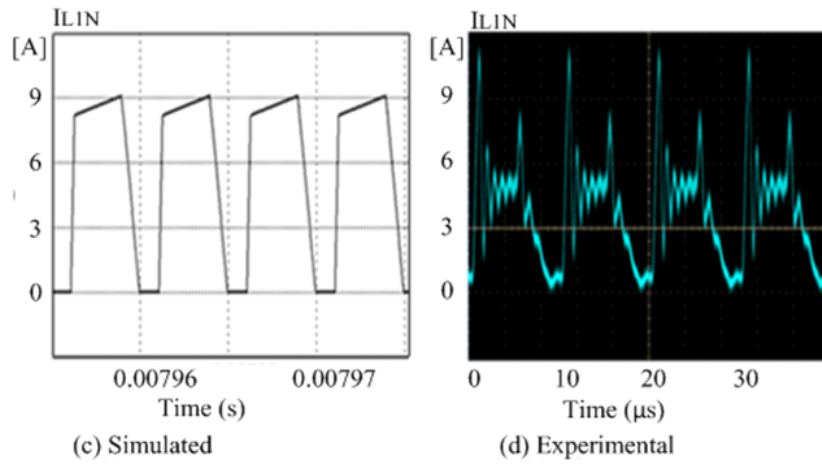 IL1N
[A]
9
6
3
0
0.00796 0.00797
Time (s)
(c) Simulated
IL1N
[A]
9
6
3
0
0 10 20 30
Time (μs)
(d) Experimental